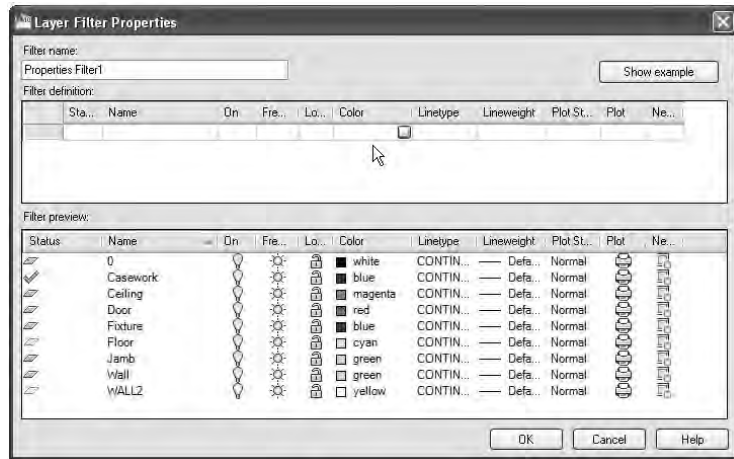 Layer Filter Properties
Filter name:
Properties Filter1
Show example
Filter definition:
Sta... Name On Fre... Lo... Color Linetype Lineweight Plot St... Plot Ne...
Filter preview:
Status Name On Fre... Lo... Color Linetype Lineweight Plot St... Plot Ne...
0 white CONTIN... Defa... Normal
Casework blue CONTIN... Defa... Normal
Ceiling magenta CONTIN... Defa... Normal
Door red CONTIN... Defa... Normal
Fixture blue CONTIN... Defa... Normal
Floor cyan CONTIN... Defa... Normal
Jamb green CONTIN... Defa... Normal
Wall green CONTIN... Defa... Normal
WALL2 yellow CONTIN... Defa... Normal
OK Cancel Help